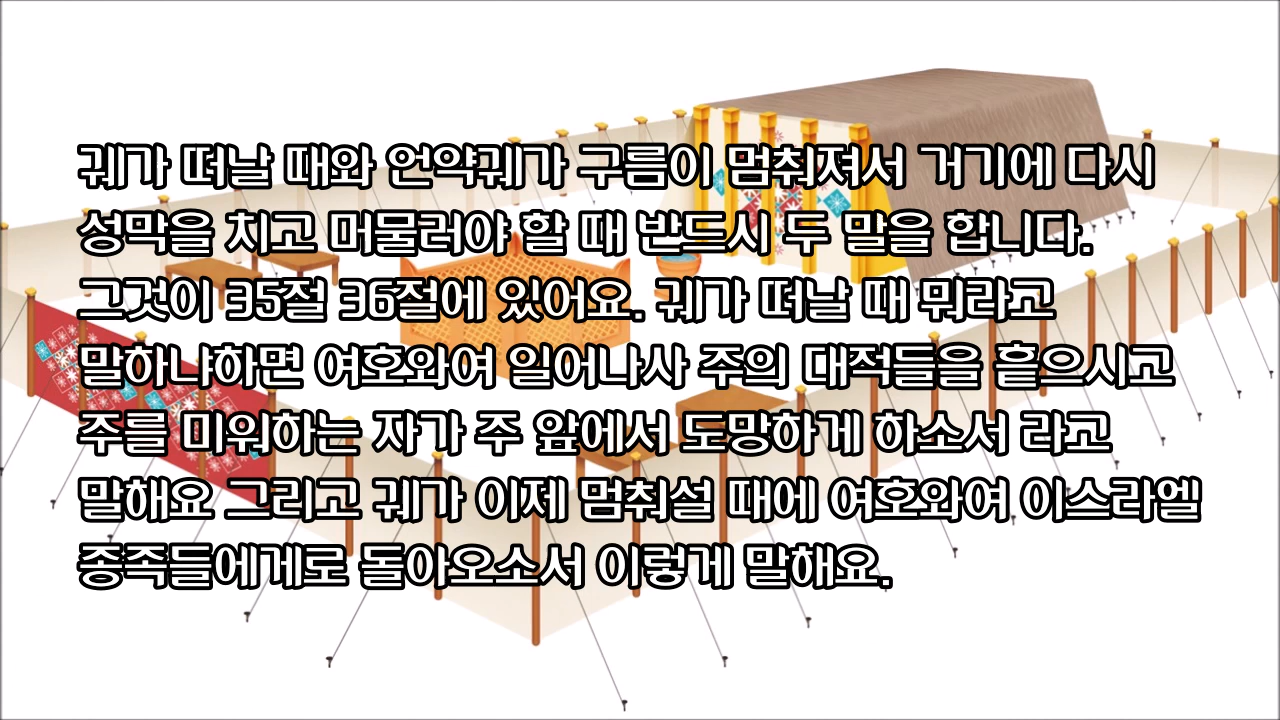 궤가 떠날 때와 언약궤가 구름이 멈춰져서 거기에 다시
성막을 치고 머물러야 할 때 반드시 두 말을 합니다.
그것이 35절 36절에 있어요. 궤가 떠날 때 뭐라고
말하냐하면 여호와여 일어나사 주의 대적들을 흩으시고
주를 미워하는 자가 주 앞에서 도망하게 하소서 라고
말해요 그리고 궤가 이제 멈춰설 때에 여호와여 이스라엘
종족들에게로 돌아오소서 이렇게 말해요.